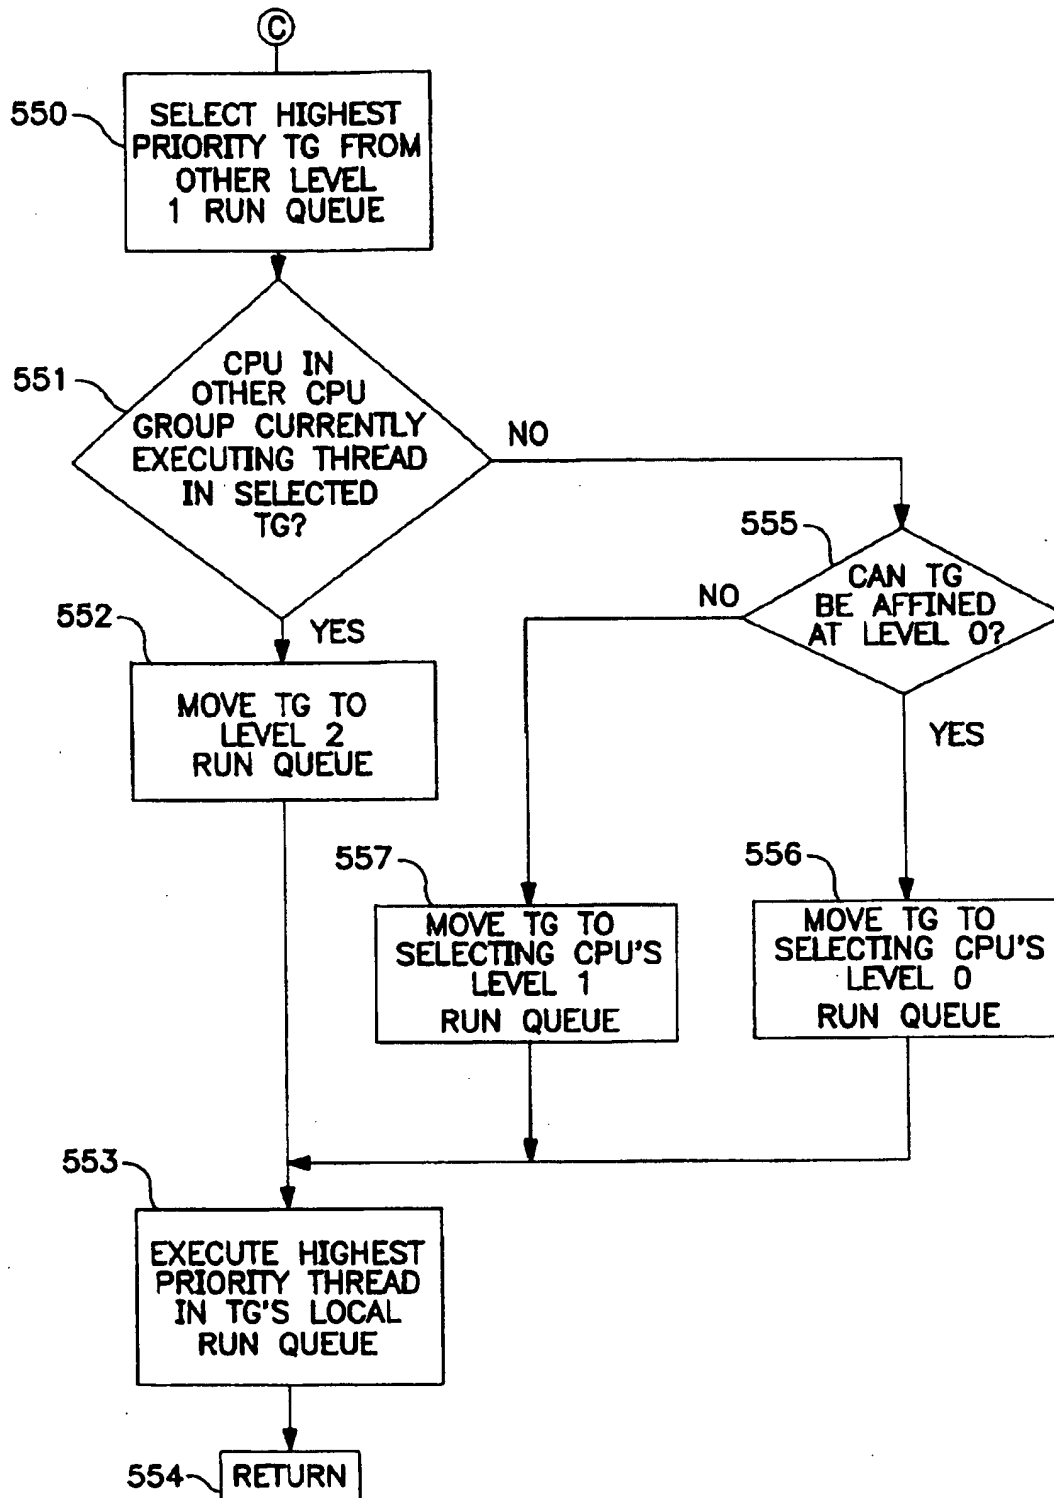 C
550
SELECT HIGHEST
PRIORITY TG FROM
OTHER LEVEL
1 RUN QUEUE
551
CPU IN
OTHER CPU
GROUP CURRENTLY
EXECUTING THREAD
IN SELECTED
TG?
NO
555
CAN TG
BE AFFINED
AT LEVEL 0?
NO
YES
552
YES
MOVE TG TO
LEVEL 2
RUN QUEUE
557
MOVE TG TO
SELECTING CPU'S
LEVEL 1
RUN QUEUE
556
MOVE TG TO
SELECTING CPU'S
LEVEL 0
RUN QUEUE
553
EXECUTE HIGHEST
PRIORITY THREAD
IN TG'S LOCAL
RUN QUEUE
554
RETURN